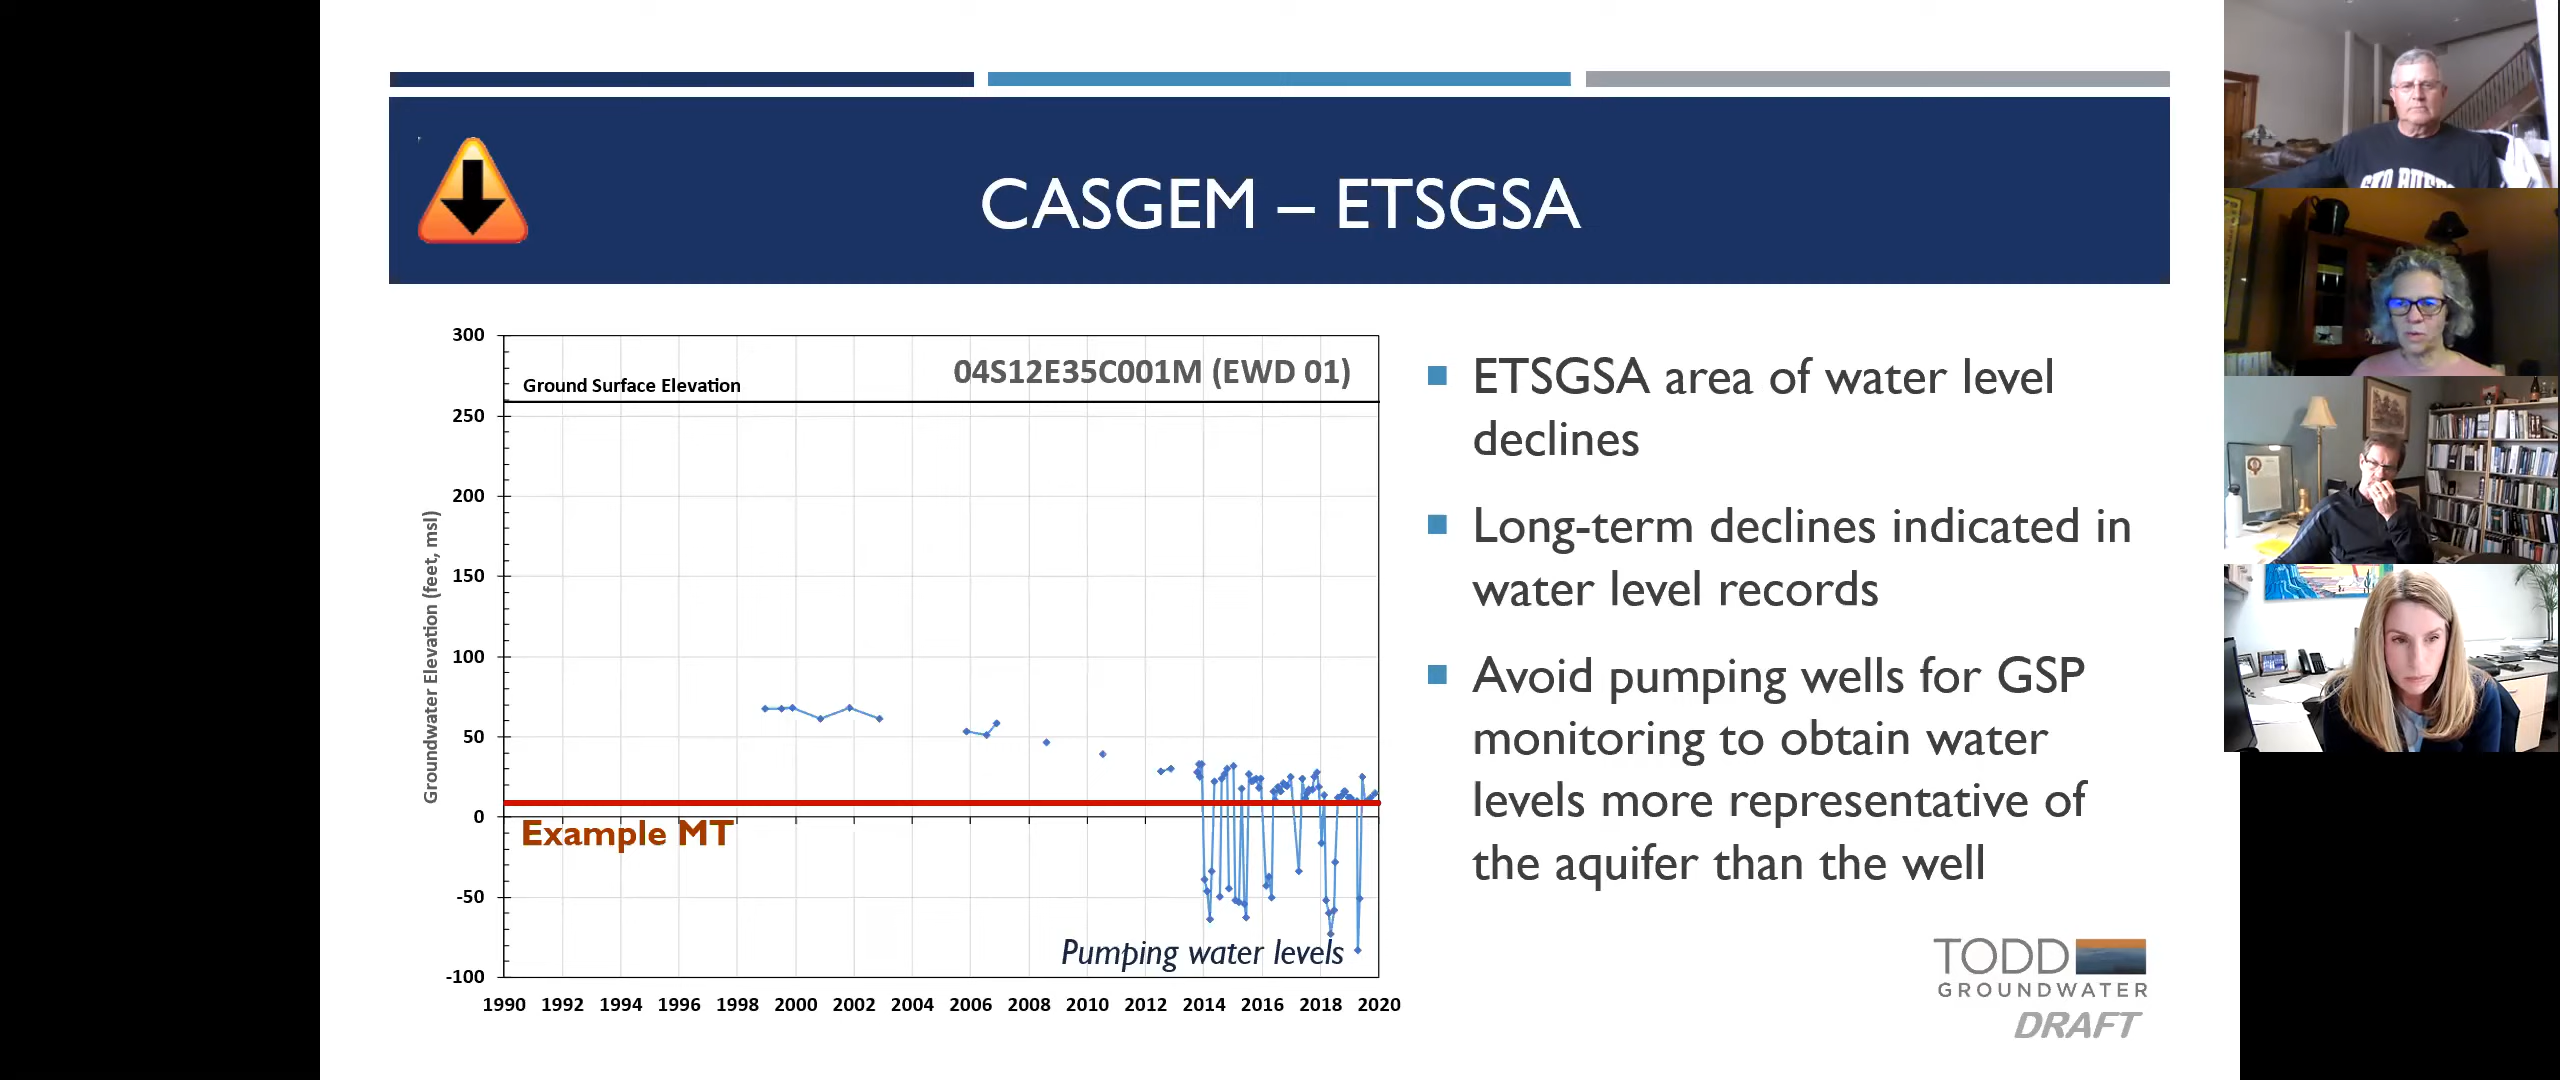 CASGEM – ETSGSA
300
250
200
150
100
50
0
-50
-100
Groundwater Elevation (feet, msl)
Ground Surface Elevation
04S12E35C001M (EWD 01)
Example MT
Pumping water levels
1990 1992 1994 1996 1998 2000 2002 2004 2006 2008 2010 2012 2014 2016 2018 2020
ETSGSA area of water level
declines
Long-term declines indicated in
water level records
Avoid pumping wells for GSP
monitoring to obtain water
levels more representative of
the aquifer than the well
TODD
GROUNDWATER
DRAFT